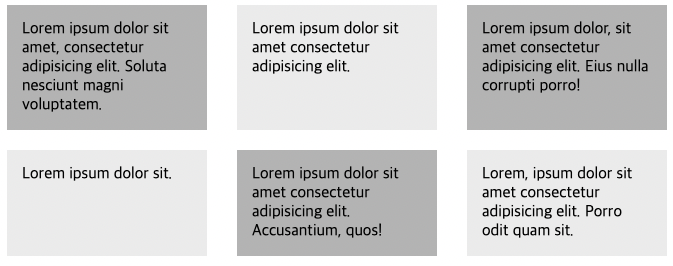 Lorem ipsum dolor sit
amet, consectetur
adipisicing elit. Soluta
nesciunt magni
voluptatem.
Lorem ipsum dolor sit
amet consectetur
adipisicing elit.
Lorem ipsum dolor, sit
amet consectetur
adipisicing elit. Eius nulla
corrupti porro!
Lorem ipsum dolor sit.
Lorem ipsum dolor sit
amet consectetur
adipisicing elit.
Accusantium, quos!
Lorem, ipsum dolor sit
amet consectetur
adipisicing elit. Porro
odit quam sit.